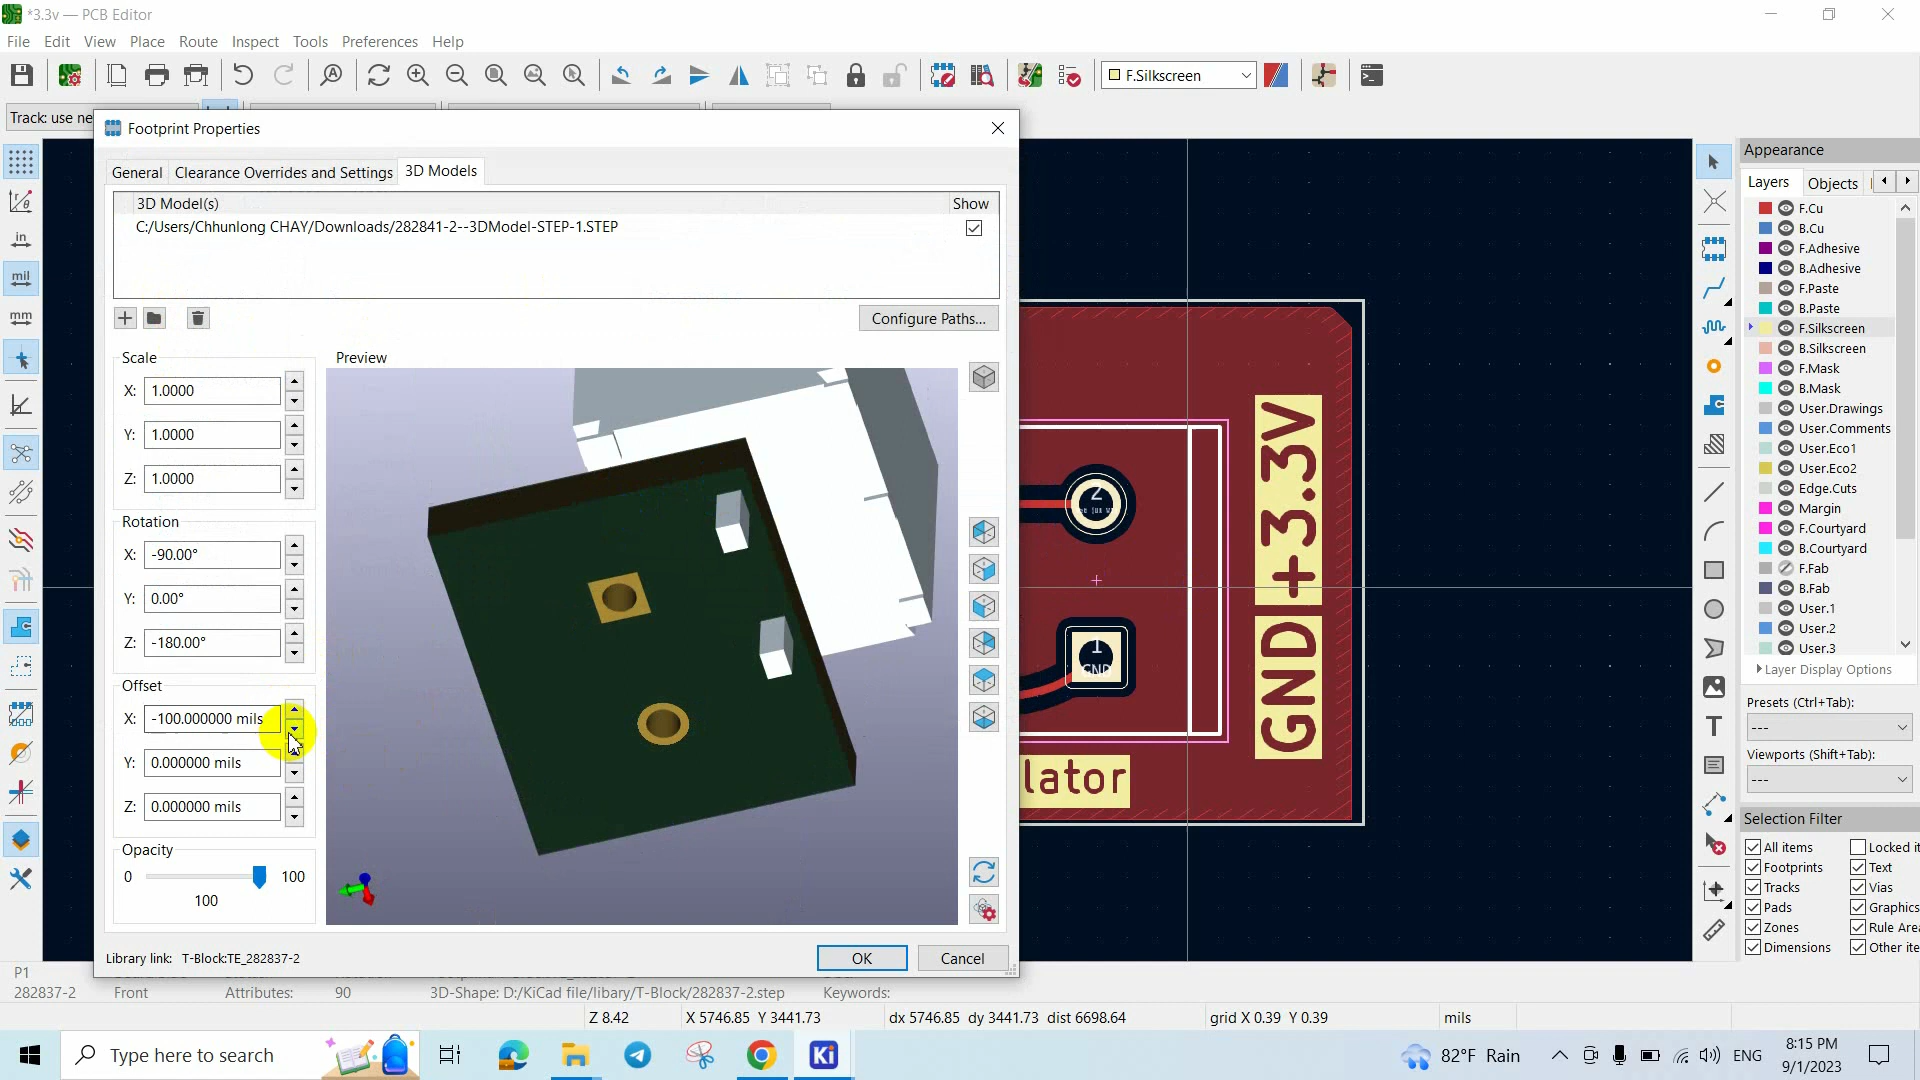 *3.3v — PCB Editor
File Edit View Place Route Inspect Tools Preferences Help
F.Silkscreen
Track: use ne
Footprint Properties
General Clearance Overrides and Settings 3D Models
3D Model(s) Show
C:/Users/Chhunlong CHAY/Downloads/282841-2--3DModel-STEP-1.STEP
Configure Paths...
Scale
X: 1.0000
Y: 1.0000
Z: 1.0000
Rotation
X: -90.00°
Y: 0.00°
Z: -180.00°
Offset
X: -100.000000 mils
Y: 0.000000 mils
Z: 0.000000 mils
Opacity
0 100
100
Preview
Library link: T-Block:TE_282837-2
OK Cancel
in
mil
mm
2
1
GND
+3.3V
GND
lator
Appearance
Layers Objects
F.Cu
B.Cu
F.Adhesive
B.Adhesive
F.Paste
B.Paste
F.Silkscreen
B.Silkscreen
F.Mask
B.Mask
User.Drawings
User.Comments
User.Eco1
User.Eco2
Edge.Cuts
Margin
F.Courtyard
B.Courtyard
F.Fab
B.Fab
User.1
User.2
User.3
Layer Display Options
Presets (Ctrl+Tab):
---
Viewports (Shift+Tab):
---
Selection Filter
All items Locked it
Footprints Text
Tracks Vias
Pads Graphics
Zones Rule Are
Dimensions Other ite
P1
282837-2 Front Attributes: 90 3D-Shape: D:/KiCad file/libary/T-Block/282837-2.step Keywords:
Z 8.42 X 5746.85 Y 3441.73 dx 5746.85 dy 3441.73 dist 6698.64 grid X 0.39 Y 0.39 mils
Type here to search
Ki
82°F Rain
ENG
8:15 PM
9/1/2023